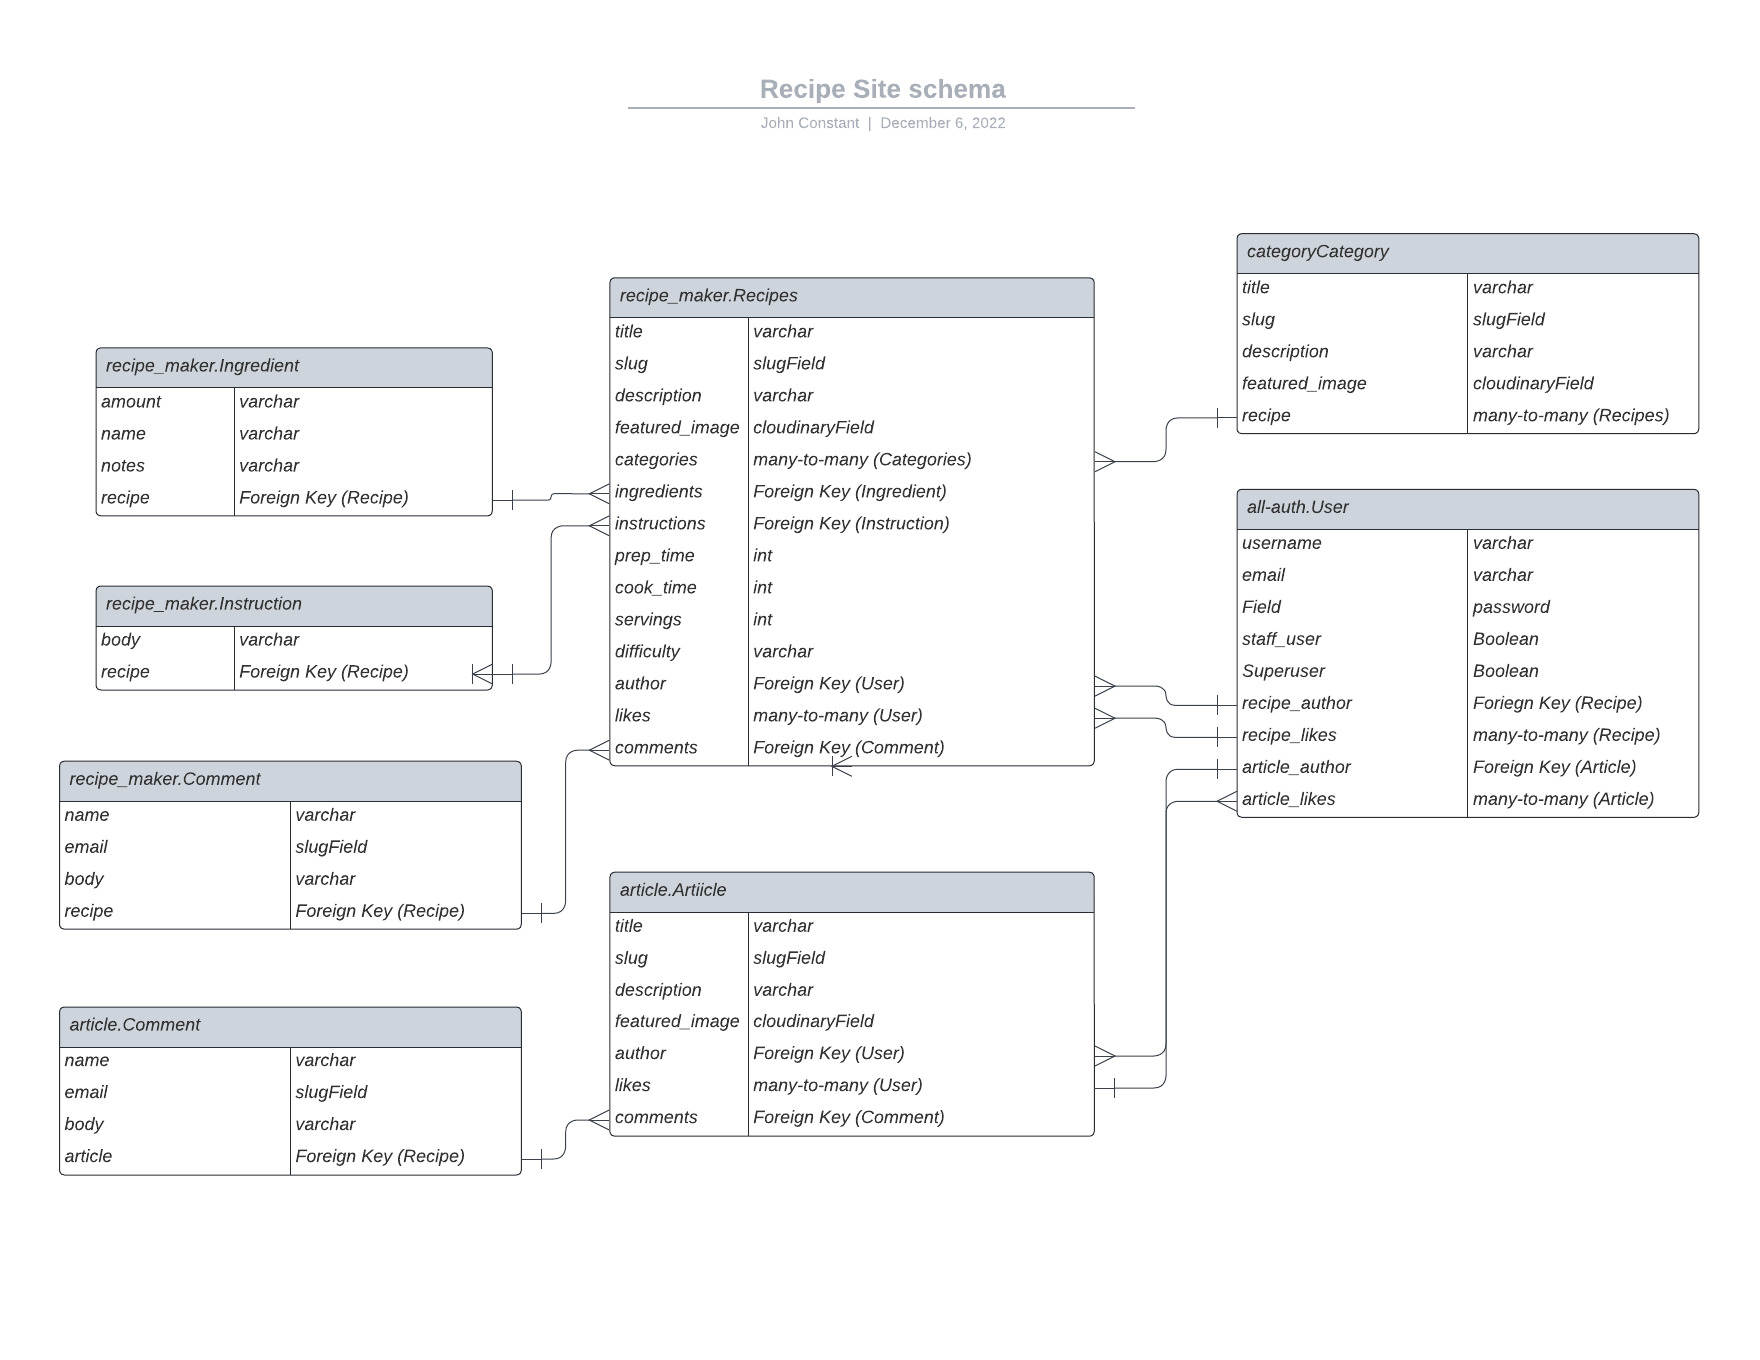 Recipe Site schema
John Constant | December 6, 2022
recipe_maker.Ingredient
amount varchar
name varchar
notes varchar
recipe Foreign Key (Recipe)
recipe_maker.Instruction
body varchar
recipe Foreign Key (Recipe)
recipe_maker.Comment
name varchar
email slugField
body varchar
recipe Foreign Key (Recipe)
article.Comment
name varchar
email slugField
body varchar
article Foreign Key (Recipe)
recipe_maker.Recipes
title varchar
slug slugField
description varchar
featured_image cloudinaryField
categories many-to-many (Categories)
ingredients Foreign Key (Ingredient)
instructions Foreign Key (Instruction)
prep_time int
cook_time int
servings int
difficulty varchar
author Foreign Key (User)
likes many-to-many (User)
comments Foreign Key (Comment)
article.Artiicle
title varchar
slug slugField
description varchar
featured_image cloudinaryField
author Foreign Key (User)
likes many-to-many (User)
comments Foreign Key (Comment)
categoryCategory
title varchar
slug slugField
description varchar
featured_image cloudinaryField
recipe many-to-many (Recipes)
all-auth.User
username varchar
email varchar
Field password
staff_user Boolean
Superuser Boolean
recipe_author Foriegn Key (Recipe)
recipe_likes many-to-many (Recipe)
article_author Foreign Key (Article)
article_likes many-to-many (Article)